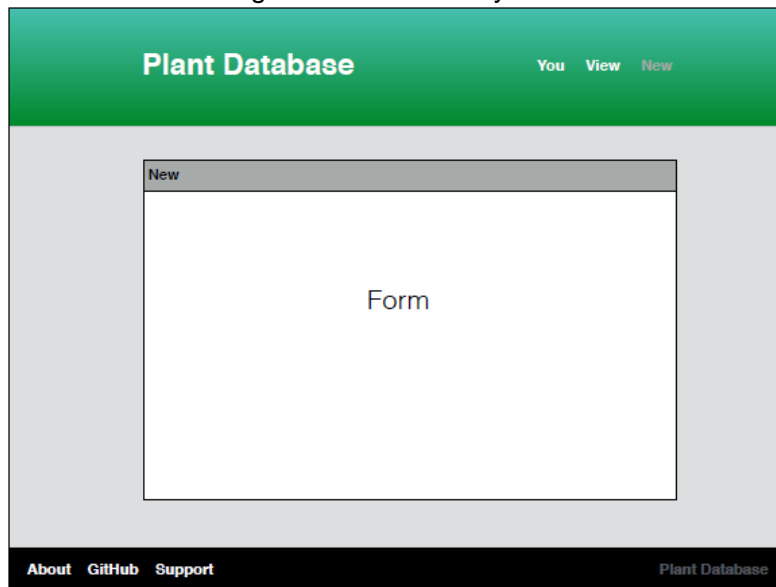 Plant Database
You View New
New
Form
About GitHub Support
Plant Database